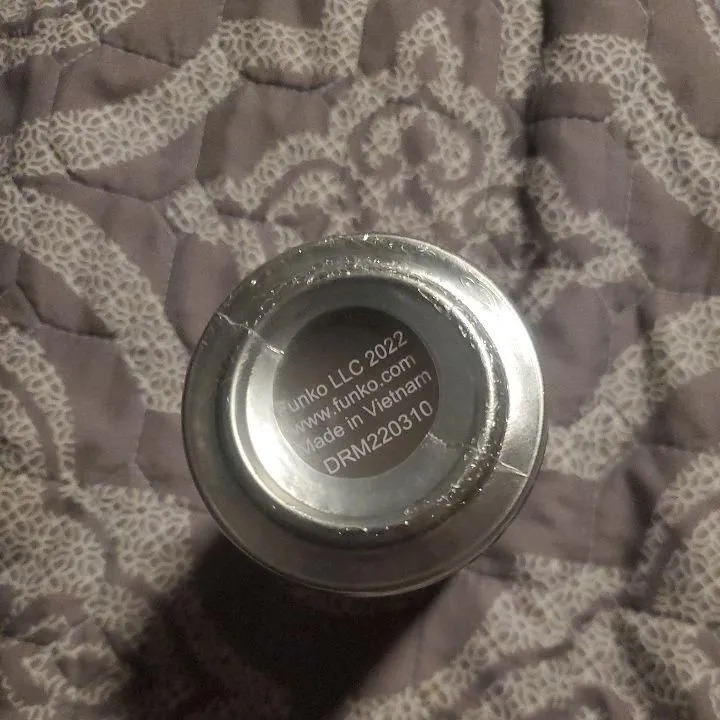 Funko LLC 2022
www.funko.com
Made in Vietnam
DRM220310